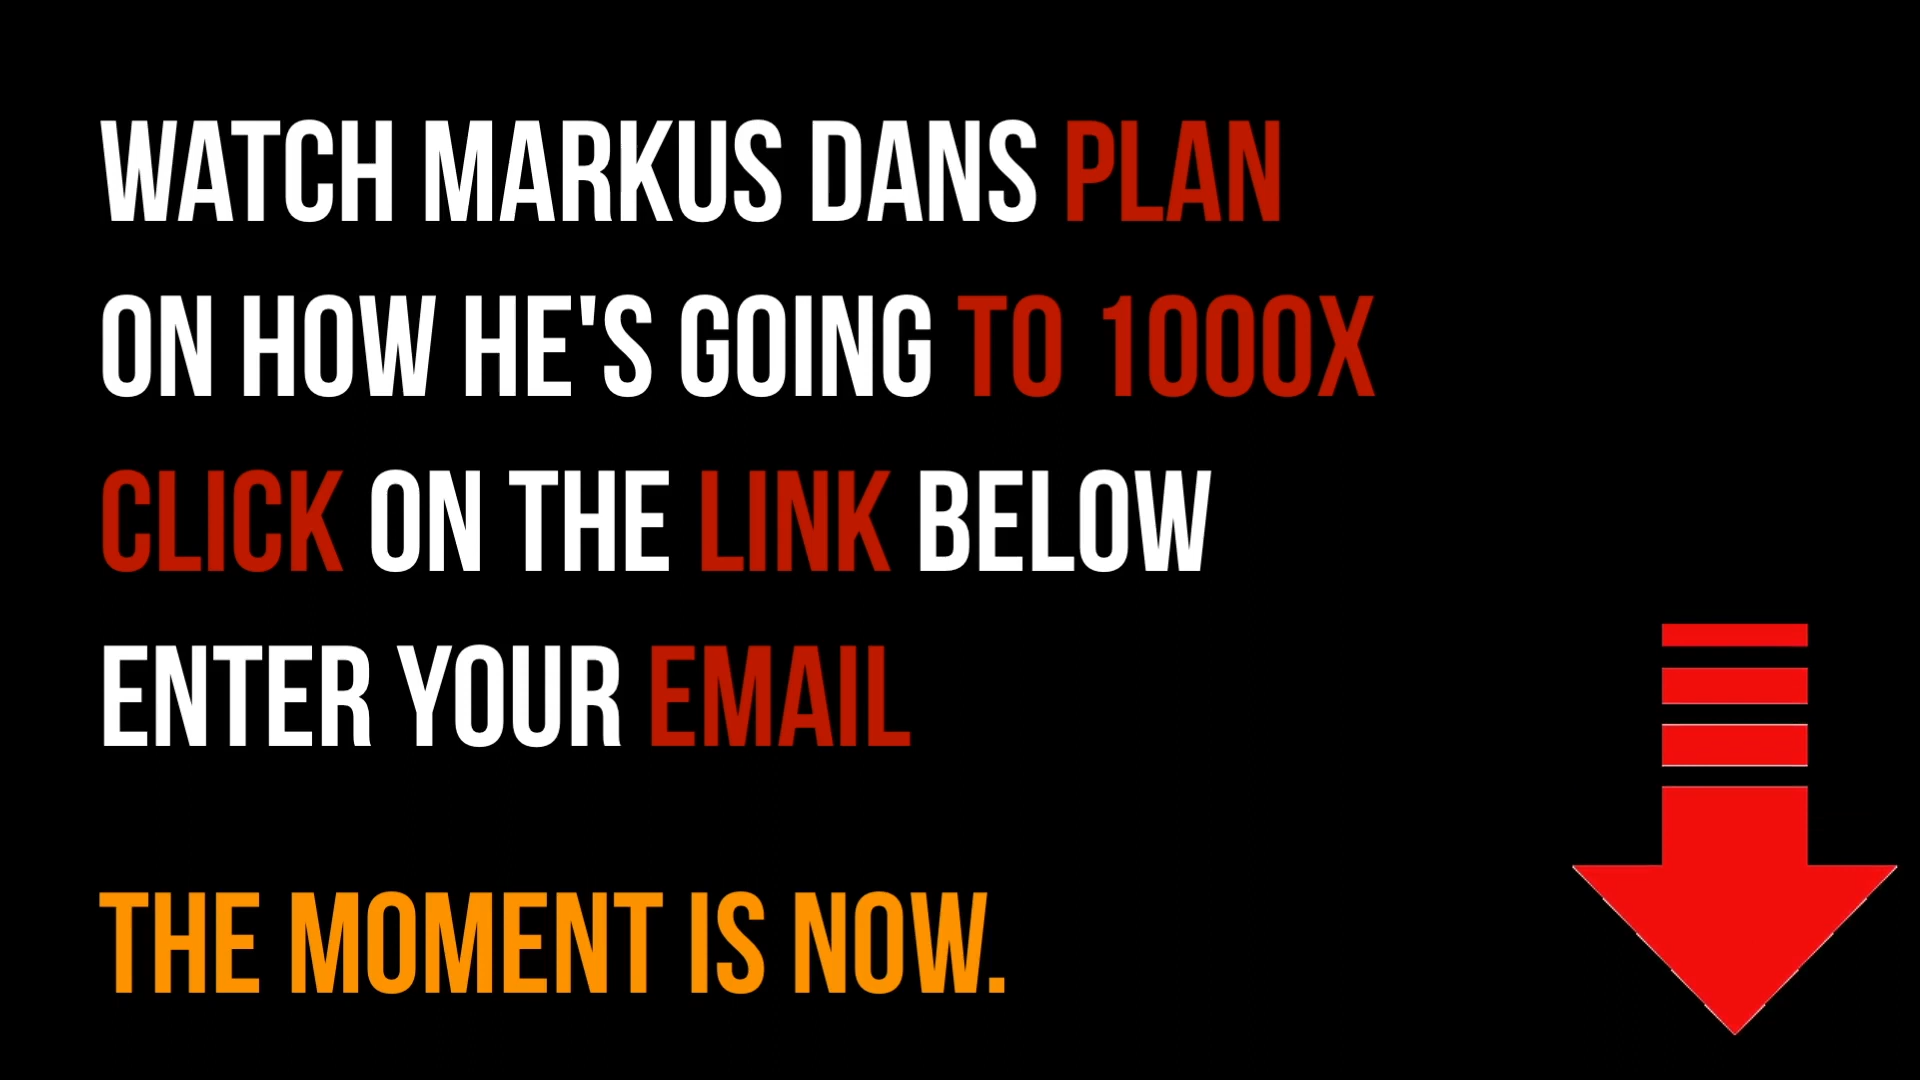 WATCH MARKUS DANS PLAN
ON HOW HE'S GOING TO 1000X
CLICK ON THE LINK BELOW
ENTER YOUR EMAIL
THE MOMENT IS NOW.